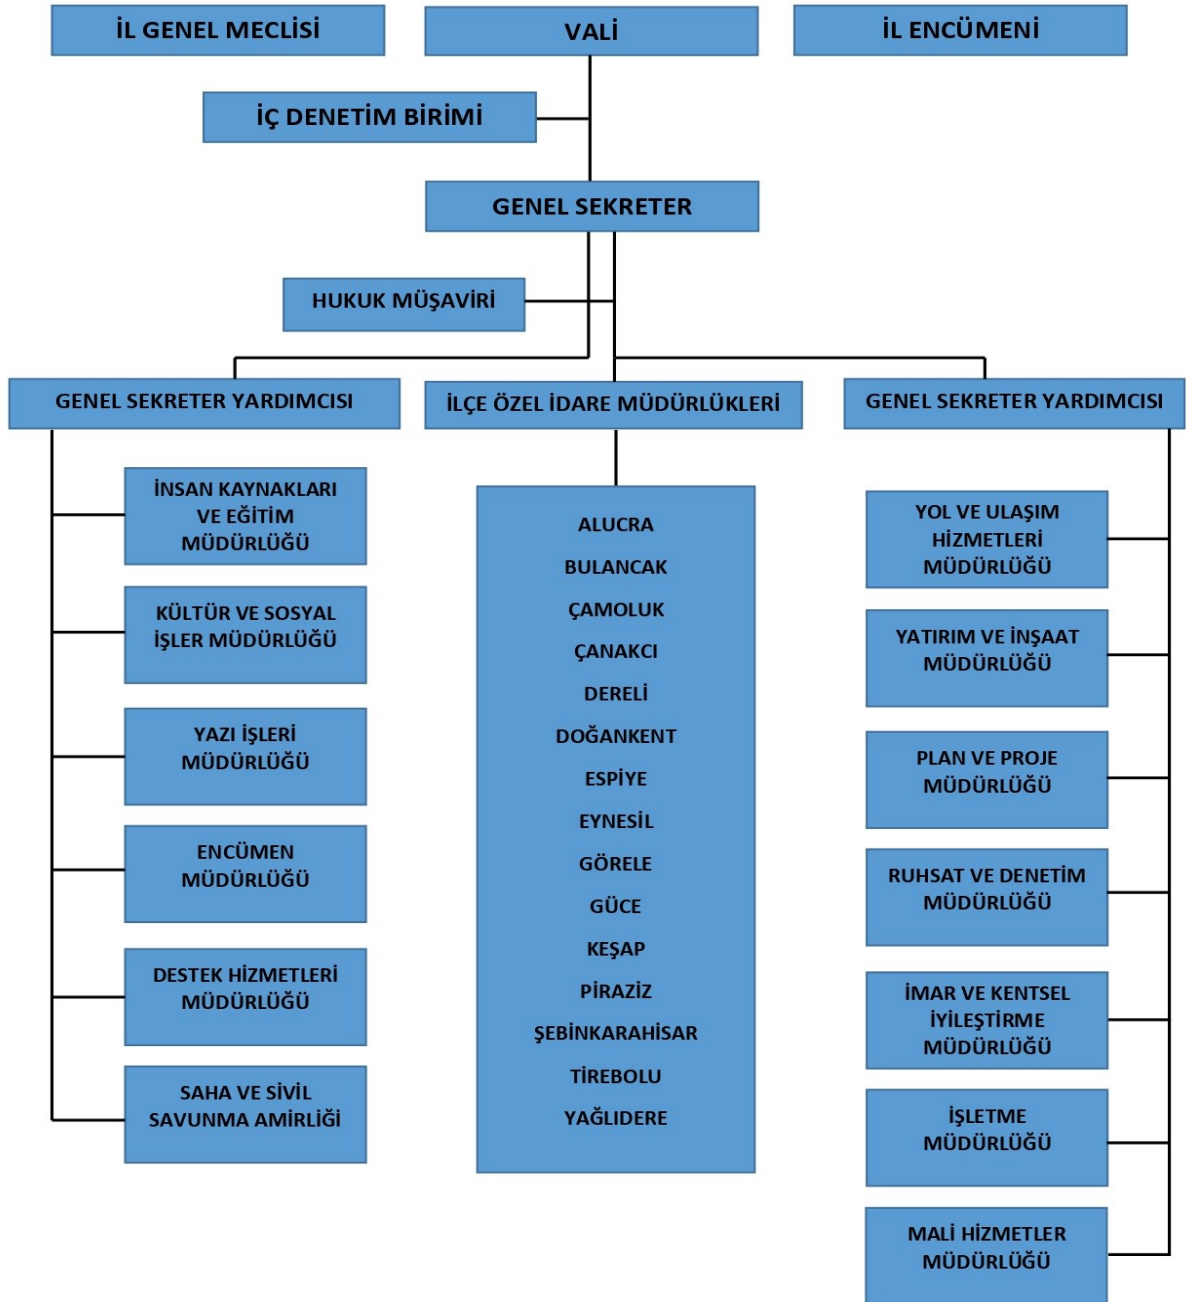 İL GENEL MECLİSİ
VALİ
İL ENCÜMENİ
İÇ DENETİM BİRİMİ
GENEL SEKRETER
HUKUK MÜŞAVİRİ
GENEL SEKRETER YARDIMCISI
İLÇE ÖZEL İDARE MÜDÜRLÜKLERİ
GENEL SEKRETER YARDIMCISI
İNSAN KAYNAKLARI
VE EĞİTİM
MÜDÜRLÜĞÜ
KÜLTÜR VE SOSYAL
İŞLER MÜDÜRLÜĞÜ
YAZI İŞLERİ
MÜDÜRLÜĞÜ
ENCÜMEN
MÜDÜRLÜĞÜ
DESTEK HİZMETLERİ
MÜDÜRLÜĞÜ
SAHA VE SİVİL
SAVUNMA AMİRLİĞİ
ALUCRA
BULANCAK
ÇAMOLUK
ÇANAKCI
DERELİ
DOĞANKENT
ESPİYE
EYNESİL
GÖRELE
GÜCE
KEŞAP
PİRAZİZ
ŞEBİNKARAHİSAR
TİREBOLU
YAĞLIDERE
YOL VE ULAŞIM
HİZMETLERİ
MÜDÜRLÜĞÜ
YATIRIM VE İNŞAAT
MÜDÜRLÜĞÜ
PLAN VE PROJE
MÜDÜRLÜĞÜ
RUHSAT VE DENETİM
MÜDÜRLÜĞÜ
İMAR VE KENTSEL
İYİLEŞTİRME
MÜDÜRLÜĞÜ
İŞLETME
MÜDÜRLÜĞÜ
MALİ HİZMETLER
MÜDÜRLÜĞÜ